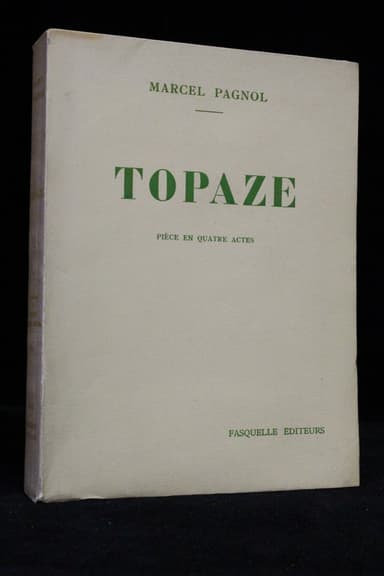 MARCEL PAGNOL
TOPAZE
PIÈCE EN QUATRE ACTES
FASQUELLE ÉDITEURS